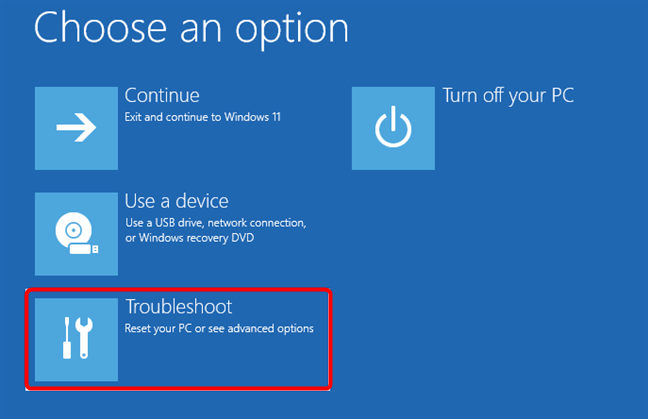 Choose an option
Continue
Exit and continue to Windows 11
Turn off your PC
Use a device
Use a USB drive, network connection,
or Windows recovery DVD
Troubleshoot
Reset your PC or see advanced options